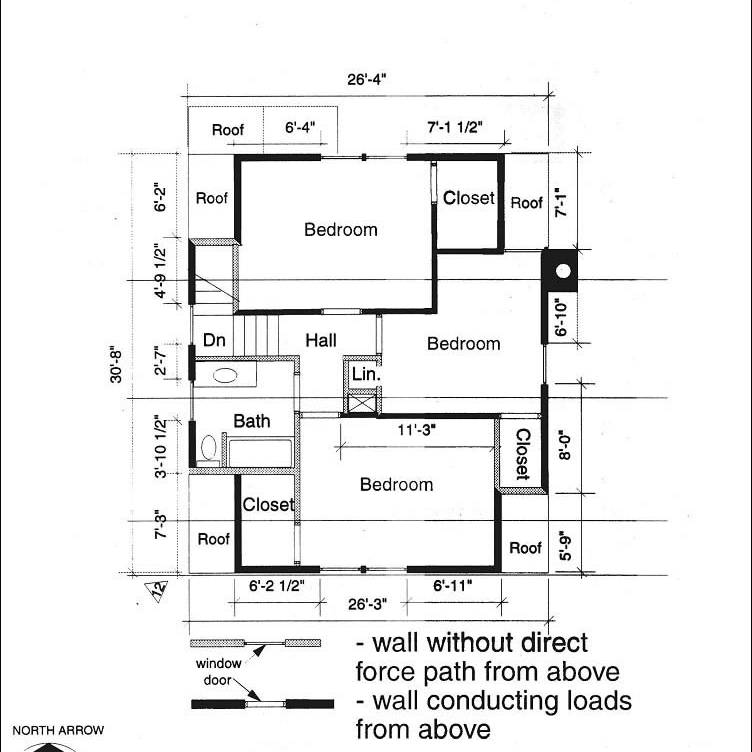 26'-4"
Roof
6'-4"
7'-1 1/2"
6'-2"
Roof
Closet
Roof
7'-1"
Bedroom
4'-9 1/2"
6'-10"
Dn
Hall
Bedroom
30'-8"
2'-7"
Lin.
Bath
11'-3"
3'-10 1/2"
Closet
8'-0"
Bedroom
Closet
7'-3"
Roof
Roof
5'-9"
12
6'-2 1/2"
26'-3"
6'-11"
- wall without direct
force path from above
window
door
- wall conducting loads
from above
NORTH ARROW